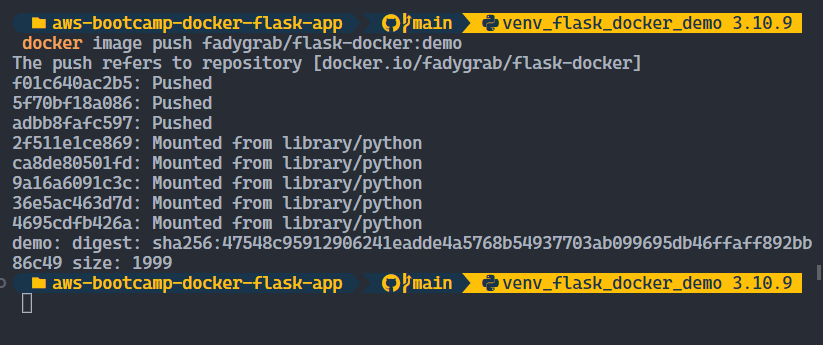 aws-bootcamp-docker-flask-app main venv_flask_docker_demo 3.10.9
docker image push fadygrab/flask-docker:demo
The push refers to repository [docker.io/fadygrab/flask-docker]
f01c640ac2b5: Pushed
5f70bf18a086: Pushed
adbb8fafc597: Pushed
2f511e1ce869: Mounted from library/python
ca8de80501fd: Mounted from library/python
9a16a6091c3c: Mounted from library/python
36e5ac463d7d: Mounted from library/python
4695cdfb426a: Mounted from library/python
demo: digest: sha256:47548c95912906241eadde4a5768b54937703ab099695db46ffaff892bb
86c49 size: 1999
aws-bootcamp-docker-flask-app main venv_flask_docker_demo 3.10.9